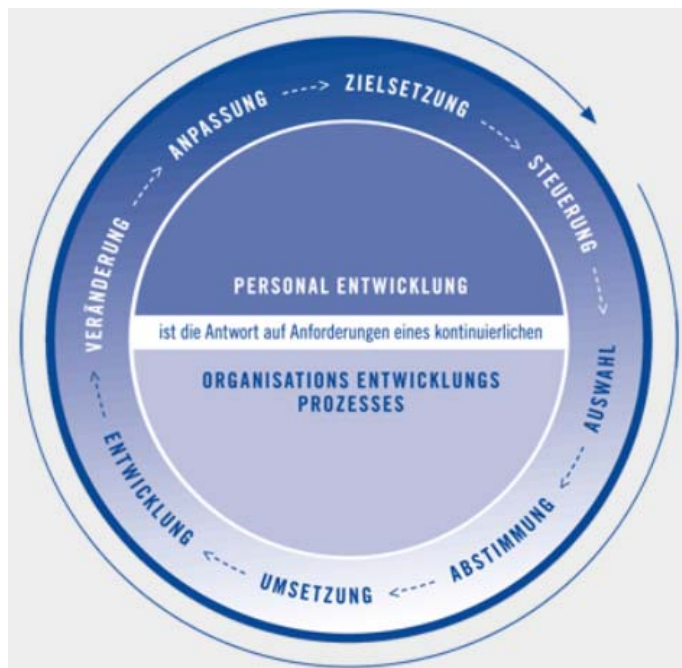 ZIELSETZUNG ---->
STEUERUNG ---->
AUSWAHL ---->
ABSTIMMUNG ---->
UMSETZUNG ---->
ENTWICKLUNG ---->
VERÄNDERUNG ---->
ANPASSUNG ---->
PERSONAL ENTWICKLUNG
ist die Antwort auf Anforderungen eines kontinuierlichen
ORGANISATIONS ENTWICKLUNGS
PROZESSES